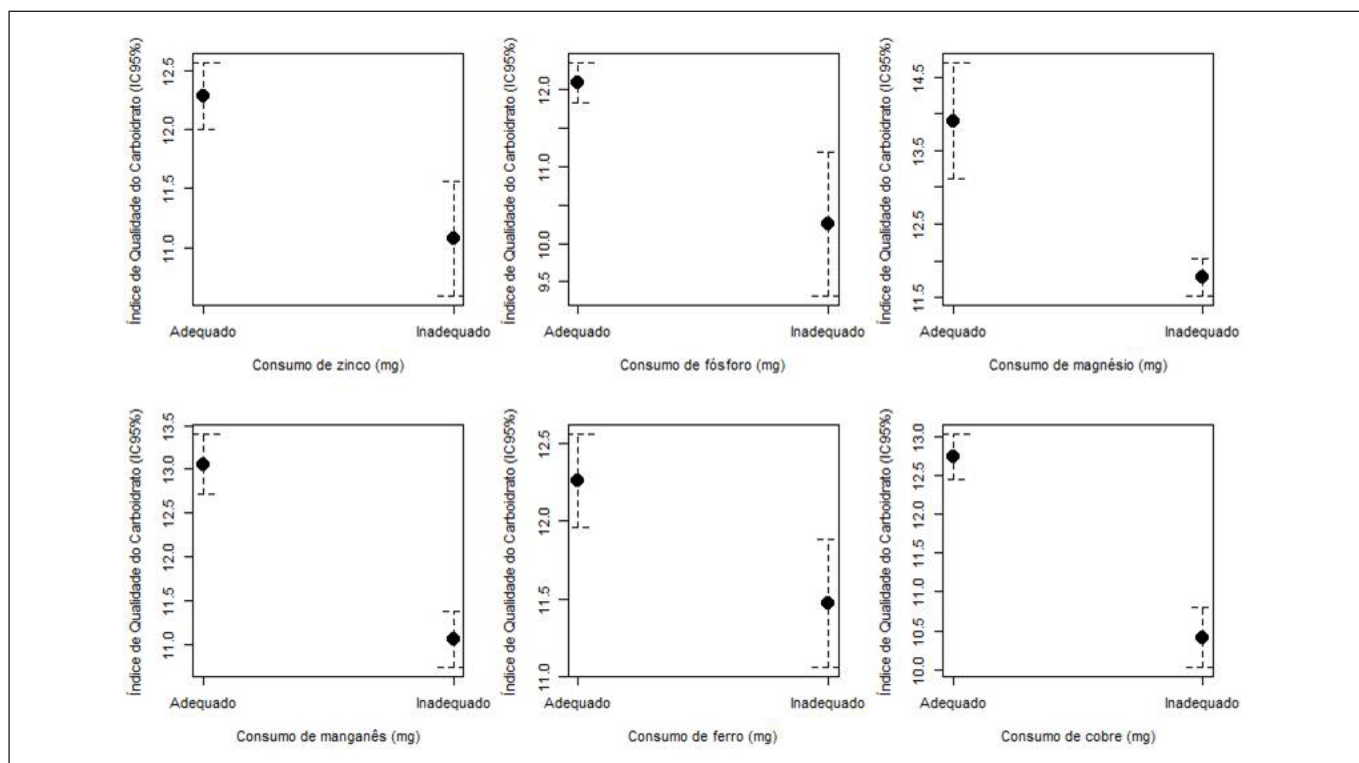 Índice de Qualidade do Carboidrato (IC95%)
12.5
12.0
11.5
11.0
Adequado
Inadequado
Consumo de zinco (mg)
Índice de Qualidade do Carboidrato (IC95%)
12.0
11.0
10.0
9.5
Adequado
Inadequado
Consumo de fósforo (mg)
Índice de Qualidade do Carboidrato (IC95%)
14.5
13.5
12.5
11.5
Adequado
Inadequado
Consumo de magnésio (mg)
Índice de Qualidade do Carboidrato (IC95%)
13.5
13.0
12.5
12.0
11.5
11.0
Adequado
Inadequado
Consumo de manganês (mg)
Índice de Qualidade do Carboidrato (IC95%)
12.5
12.0
11.5
11.0
Adequado
Inadequado
Consumo de ferro (mg)
Índice de Qualidade do Carboidrato (IC95%)
13.0
12.5
12.0
11.5
11.0
10.5
10.0
Adequado
Inadequado
Consumo de cobre (mg)